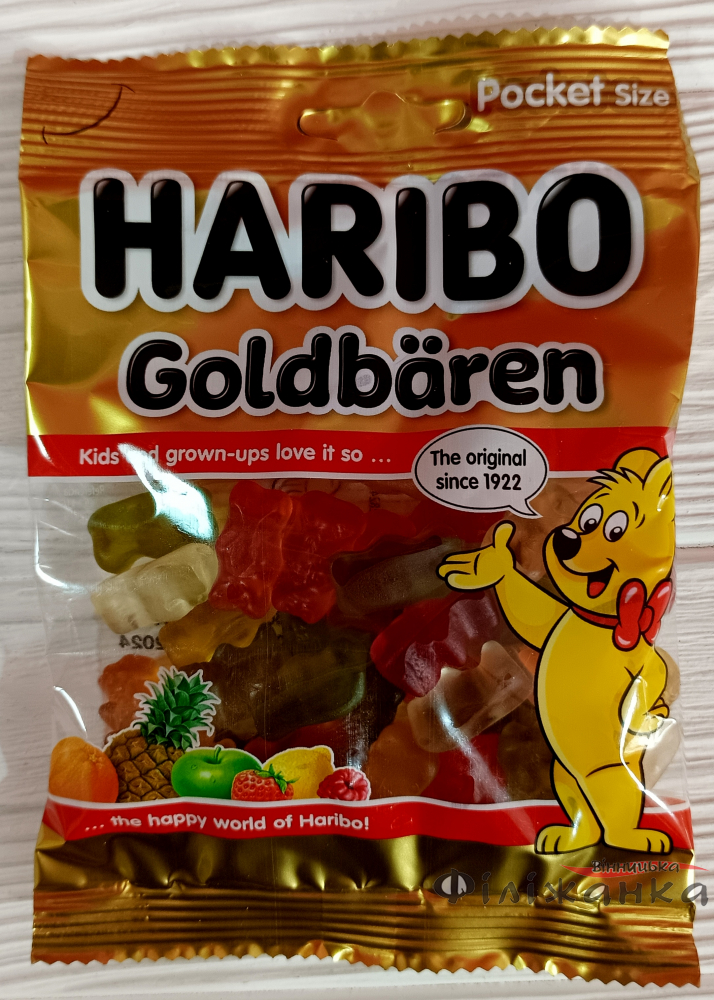 Pocket Size
HARIBO
Goldbären
Kids and grown-ups love it so ...
The original
since 1922
2024
... the happy world of Haribo!
вінницька
Філіжанка